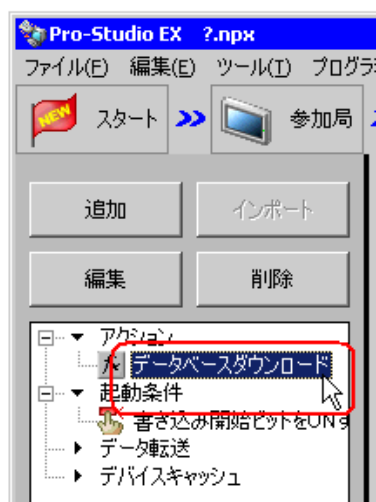 Pro-Studio EX ?.npx
ファイル(F) 編集(E) ツール(T) プログラ
NEW スタート 参加局
追加 インポート
編集 削除
アクション
fx データベースダウンロード
起動条件
書き込み開始ビットをONす
データ転送
デバイスキャッシュ